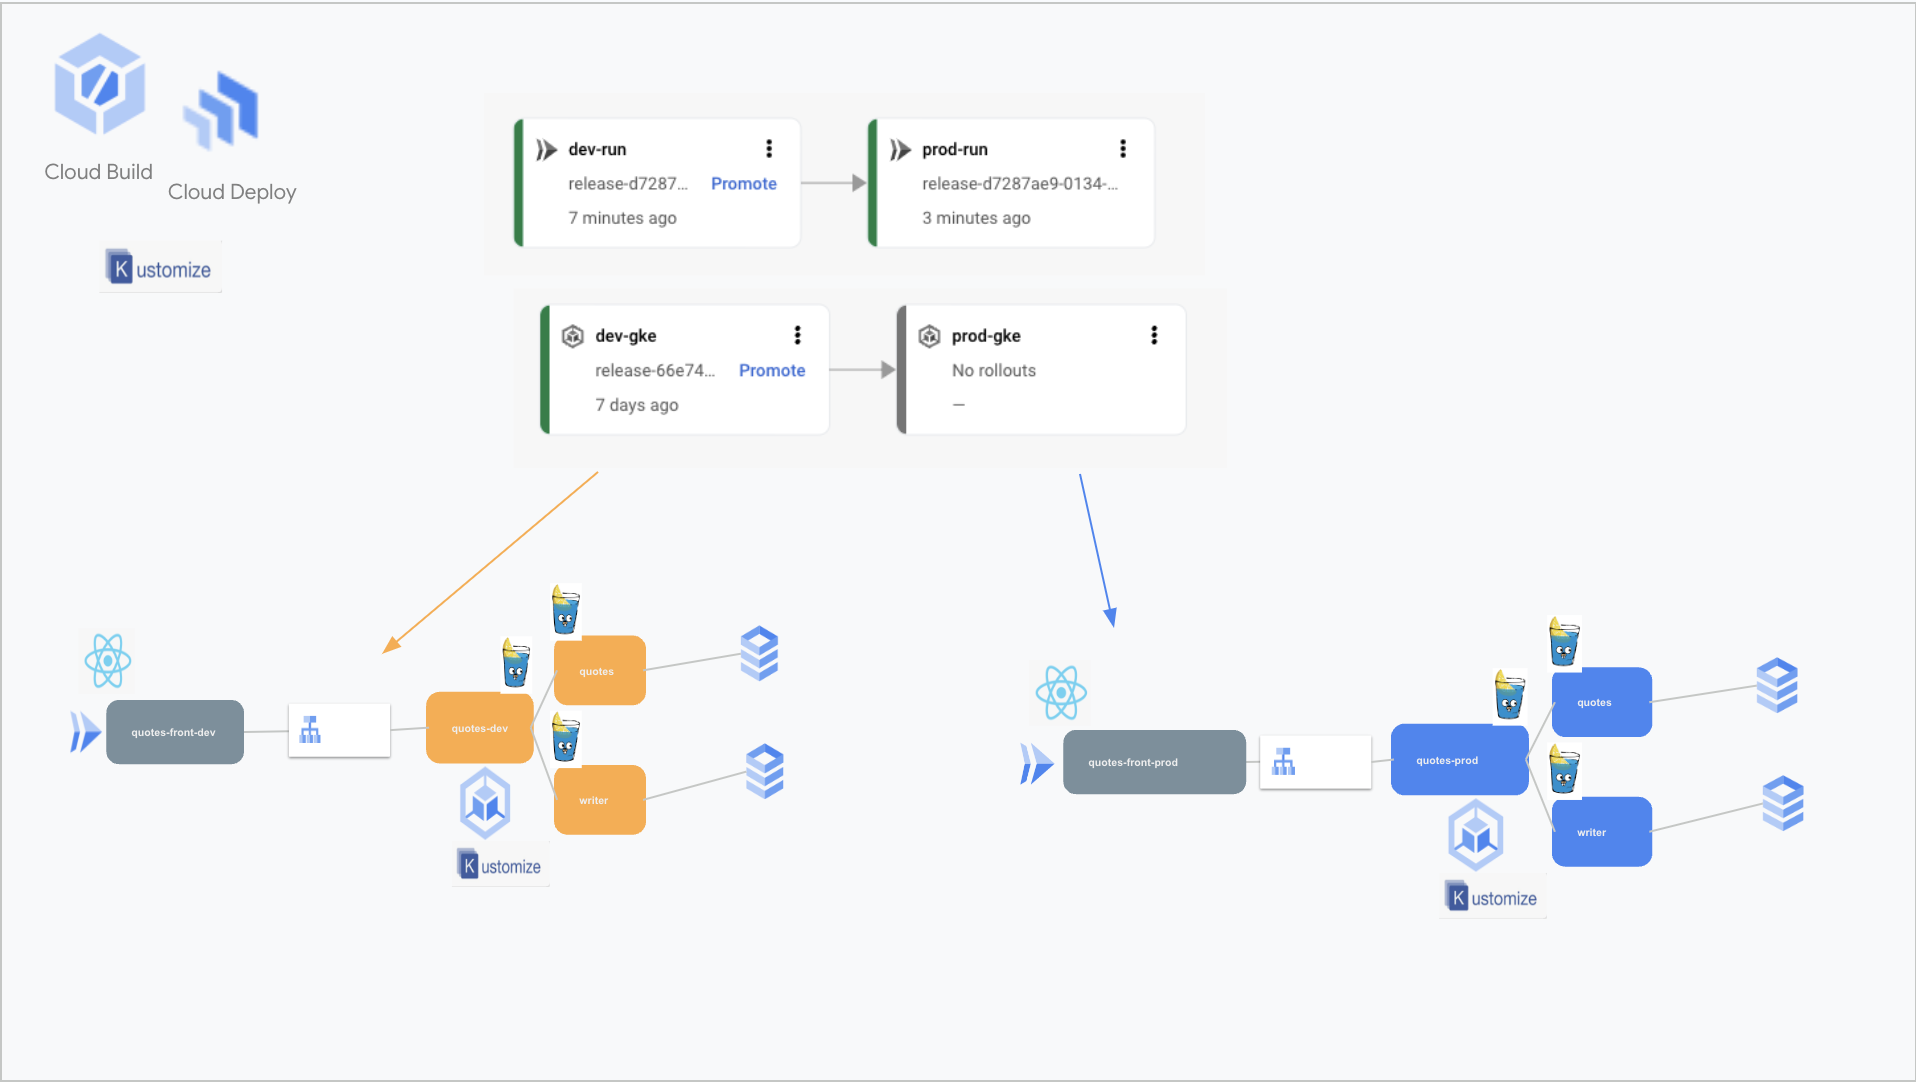 Cloud Build
Cloud Deploy
Kustomize
dev-run
release-d7287... Promote
7 minutes ago
prod-run
release-d7287ae9-0134-...
3 minutes ago
dev-gke
release-66e74... Promote
7 days ago
prod-gke
No rollouts
—
quotes-front-dev
quotes-dev
quotes
writer
Kustomize
quotes-front-prod
quotes-prod
quotes
writer
Kustomize